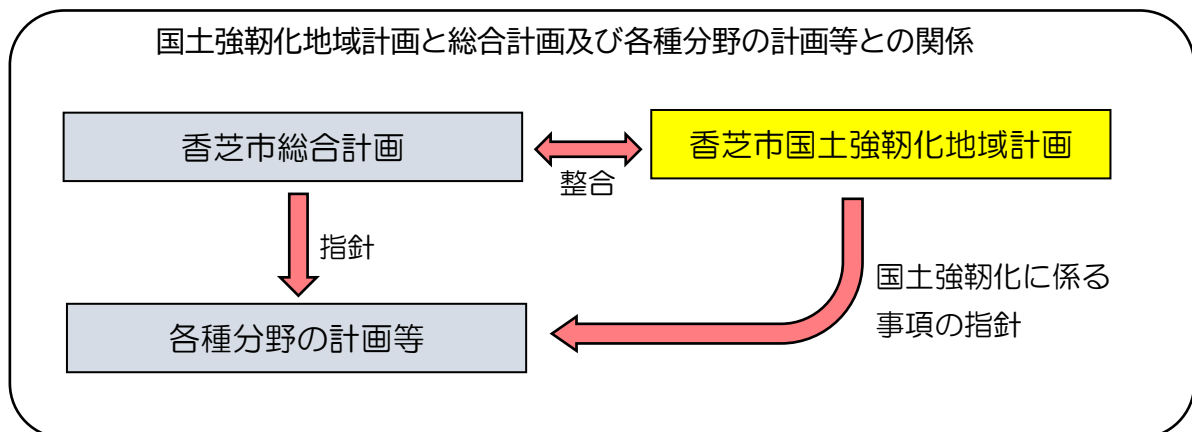 国土強靭化地域計画と総合計画及び各種分野の計画等との関係
香芝市総合計画
香芝市国土強靭化地域計画
整合
指針
国土強靭化に係る
事項の指針
各種分野の計画等